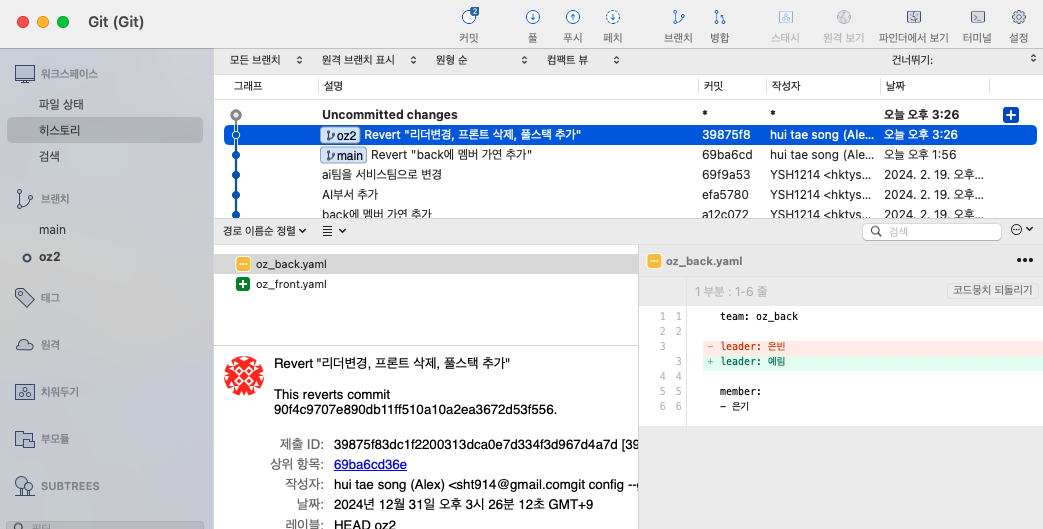 Git (Git)
2
커밋
풀
푸시
페치
브랜치
병합
스태시
원격 보기
파인더에서 보기
터미널
설정
워크스페이스
파일 상태
히스토리
검색
브랜치
main
oz2
태그
원격
치워두기
부모듈
SUBTREES
필터
모든 브랜치
원격 브랜치 표시
원형 순
컴팩트 뷰
건너뛰기:
그래프 설명 커밋 작성자 날짜
Uncommitted changes * * 오늘 오후 3:26
oz2 Revert "리더변경, 프론트 삭제, 풀스택 추가" 39875f8 hui tae song (Alex... 오늘 오후 3:26
main Revert "back에 멤버 가연 추가" 69ba6cd hui tae song (Ale... 오늘 오후 1:56
ai팀을 서비스팀으로 변경 69f9a53 YSH1214 <hktys... 2024. 2. 19. 오후...
AI부서 추가 efa5780 YSH1214 <hktys... 2024. 2. 19. 오후...
back에 멤버 가연 추가 a12c072 YSH1214 <hktys... 2024. 2. 19. 오후...
경로 이름순 정렬
검색
oz_back.yaml
oz_front.yaml
Revert "리더변경, 프론트 삭제, 풀스택 추가"
This reverts commit
90f4c9707e890db11ff510a10a2ea3672d53f556.
제출 ID: 39875f83dc1f2200313dca0e7d334f3d967d4a7d [39
상위 항목: 69ba6cd36e
작성자: hui tae song (Alex) <sht914@gmail.comgit config --g
날짜: 2024년 12월 31일 오후 3시 26분 12초 GMT+9
레이블: HEAD oz2
oz_back.yaml
1 부분 : 1-6 줄
코드뭉치 되돌리기
1 1 team: oz_back
2 2
3 - leader: 은빈
3 + leader: 예림
4 4
5 5 member:
6 6 - 은기